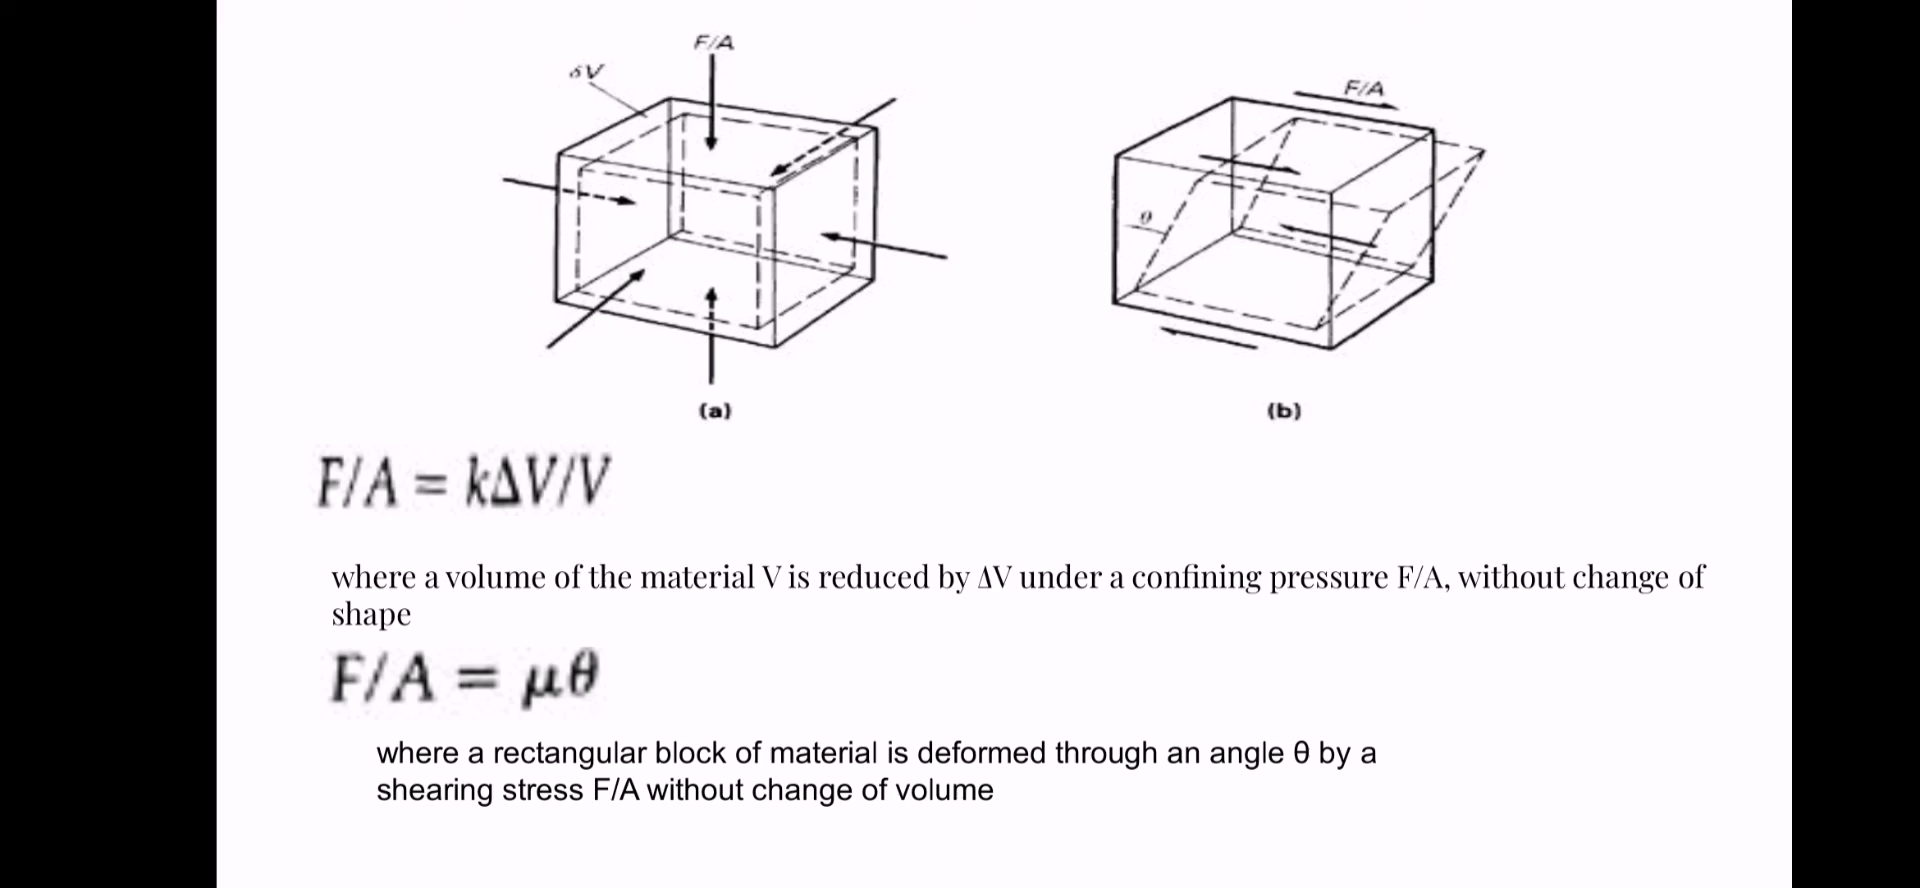 F/A
δV
F/A
θ
(a)
(b)
F/A = kΔV/V
where a volume of the material V is reduced by ΔV under a confining pressure F/A, without change of
shape
F/A = μθ
where a rectangular block of material is deformed through an angle θ by a
shearing stress F/A without change of volume